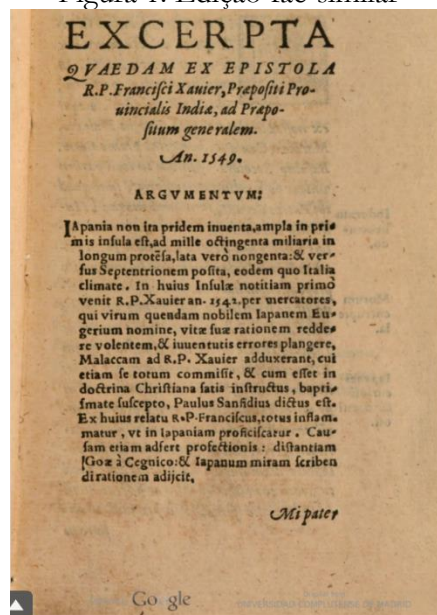 Figura 1. Edição fac-similar
EXCERPTA
QVAEDAM EX EPISTOLA
R.P.Francisci Xauier, Præpositi Pro-
uincialis Indiæ, ad Præpo-
situm generalem.
An. 1549.
ARGVMENTVM:
IApania non ita pridem inuenta, ampla in pri-
mis insula est, ad mille octingenta miliaria in
longum protẽsa, lata verò nongenta: & ver-
sus Septentrionem posita, eodem quo Italia
climate. In huius Insulæ notitiam primò
venit R.P.Xauier an. 1542. per mercatores,
qui virum quendam nobilem Iapanem Eu-
gerium nomine, vitæ suæ rationem redde-
re volentem, & iuuentutis errores plangere,
Malaccam ad R.P. Xauier adduxerant, cui
etiam se totum commisit, & cum esset in
doctrina Christiana satis instructus, bapti-
smate suscepto, Paulus Sanfidius dictus est.
Ex huius relatu R.P.Franciscus, totus inflam-
matur, vt in Iapaniam proficiscatur. Cau-
sam etiam adfert profectionis: distantiam
Goæ à Cegnico: & Iapanum miram scriben
di rationem adijcit.
Mi pater
Google
UNIVERSIDAD COMPLUTENSE DE MADRID